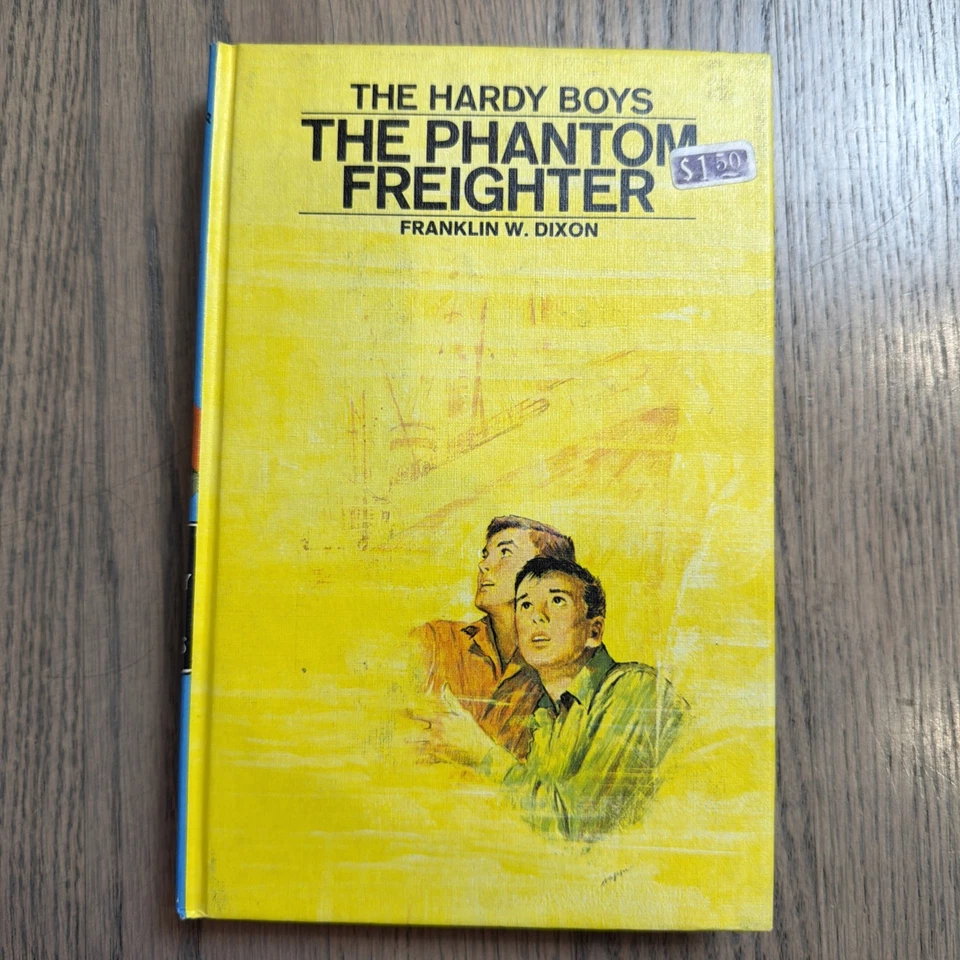 THE HARDY BOYS
THE PHANTOM
FREIGHTER
$1.50
FRANKLIN W. DIXON